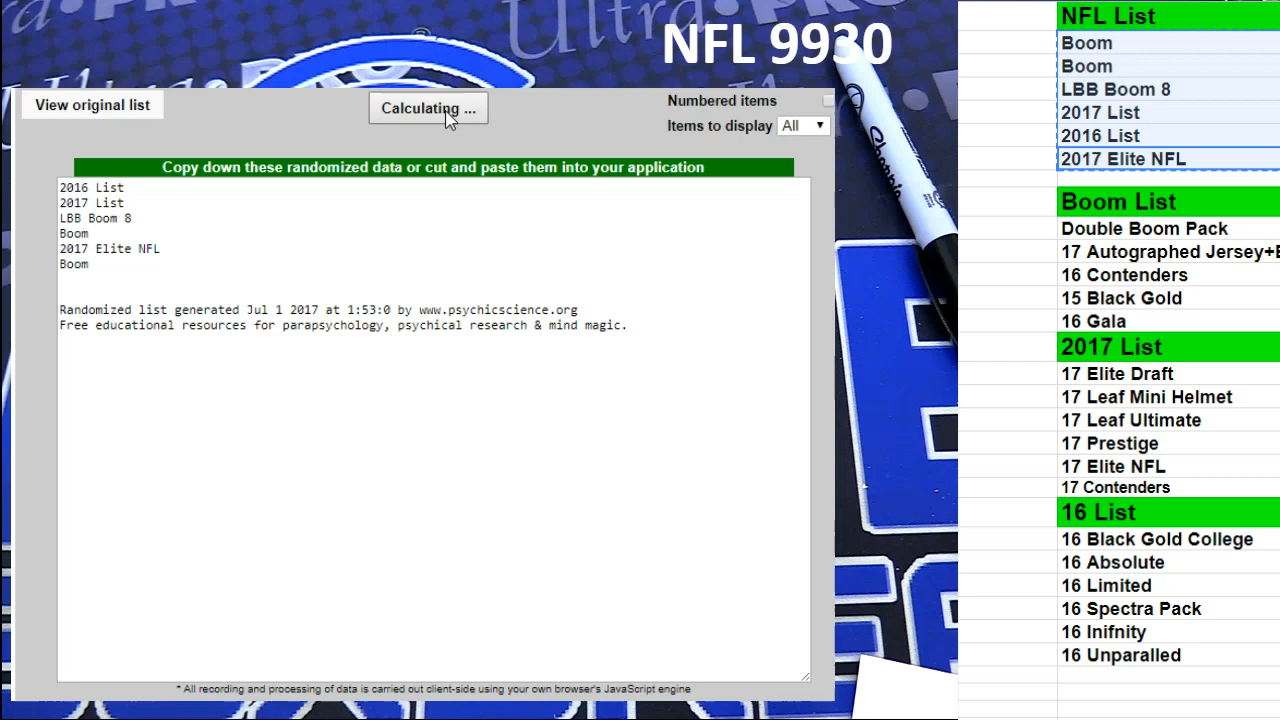 Ultra PRO
Ultra PRO
NFL 9930
View original list
Calculating ...
Numbered items
Items to display All
Copy down these randomized data or cut and paste them into your application
2016 List
2017 List
LBB Boom 8
Boom
2017 Elite NFL
Boom
Randomized list generated Jul 1 2017 at 1:53:0 by www.psychicscience.org
Free educational resources for parapsychology, psychical research & mind magic.
* All recording and processing of data is carried out client-side using your own browser's JavaScript engine
Sharpie
NFL List
Boom
Boom
LBB Boom 8
2017 List
2016 List
2017 Elite NFL
Boom List
Double Boom Pack
17 Autographed Jersey+
16 Contenders
15 Black Gold
16 Gala
2017 List
17 Elite Draft
17 Leaf Mini Helmet
17 Leaf Ultimate
17 Prestige
17 Elite NFL
17 Contenders
16 List
16 Black Gold College
16 Absolute
16 Limited
16 Spectra Pack
16 Inifnity
16 Unparalled